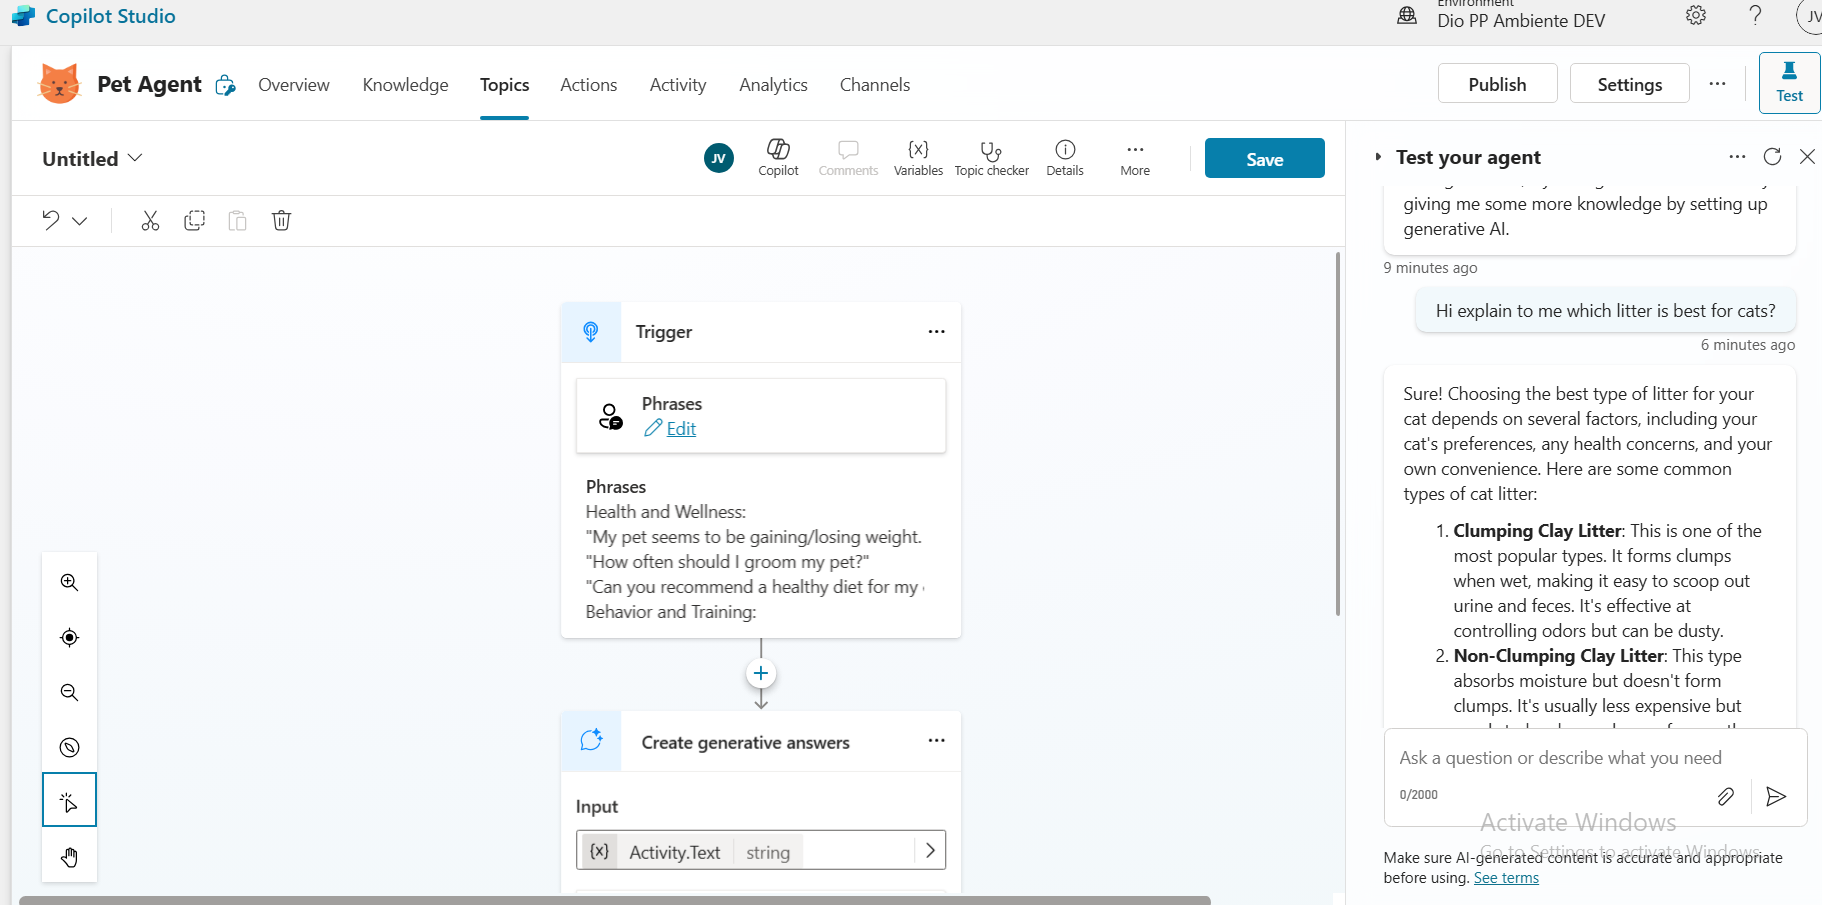 Copilot Studio
Environment
Dio PP Ambiente DEV
JV
Pet Agent
Overview
Knowledge
Topics
Actions
Activity
Analytics
Channels
Publish
Settings
Test
Untitled
JV
Copilot
Comments
Variables
Topic checker
Details
More
Save
Trigger
Phrases
Edit
Phrases
Health and Wellness:
"My pet seems to be gaining/losing weight.
"How often should I groom my pet?"
"Can you recommend a healthy diet for my
Behavior and Training:
Create generative answers
Input
{x} Activity.Text string
Test your agent
giving me some more knowledge by setting up
generative AI.
9 minutes ago
Hi explain to me which litter is best for cats?
6 minutes ago
Sure! Choosing the best type of litter for your
cat depends on several factors, including your
cat's preferences, any health concerns, and your
own convenience. Here are some common
types of cat litter:
1. Clumping Clay Litter: This is one of the
most popular types. It forms clumps
when wet, making it easy to scoop out
urine and feces. It's effective at
controlling odors but can be dusty.
2. Non-Clumping Clay Litter: This type
absorbs moisture but doesn't form
clumps. It's usually less expensive but
Ask a question or describe what you need
0/2000
Activate Windows
Go to Settings to activate Windows.
Make sure AI-generated content is accurate and appropriate
before using. See terms